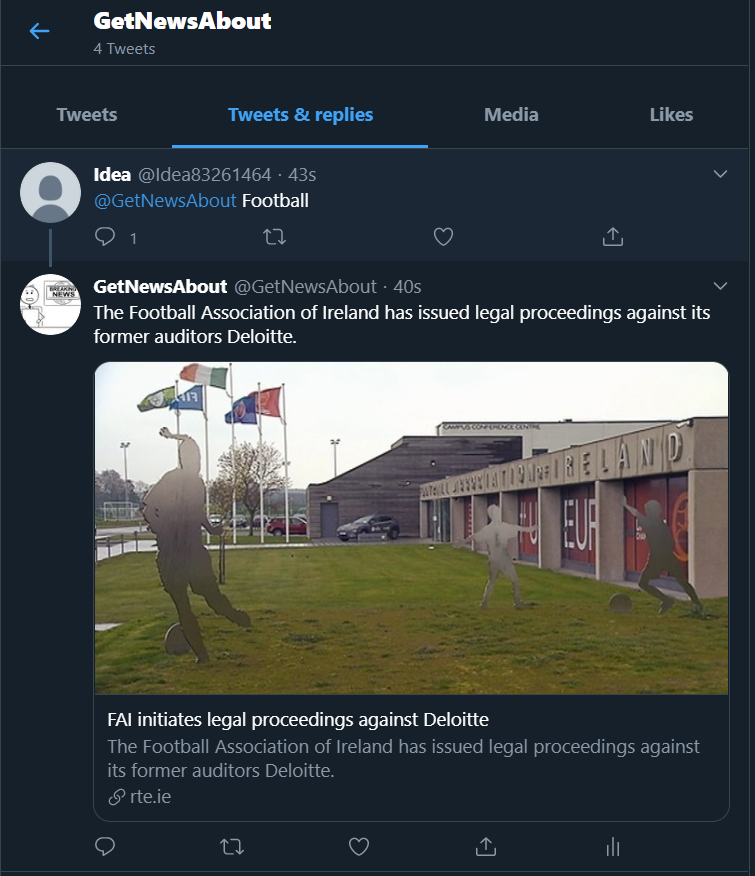 GetNewsAbout
4 Tweets
Tweets
Tweets & replies
Media
Likes
Idea @Idea83261464 · 43s
@GetNewsAbout Football
1
BREAKING
NEWS
GetNewsAbout @GetNewsAbout · 40s
The Football Association of Ireland has issued legal proceedings against its
former auditors Deloitte.
FIFA
CAMPUS CONFERENCE CENTRE
FOOTBALL ASSOCIATION OF IRELAND
EUR
FAI initiates legal proceedings against Deloitte
The Football Association of Ireland has issued legal proceedings against
its former auditors Deloitte.
rte.ie